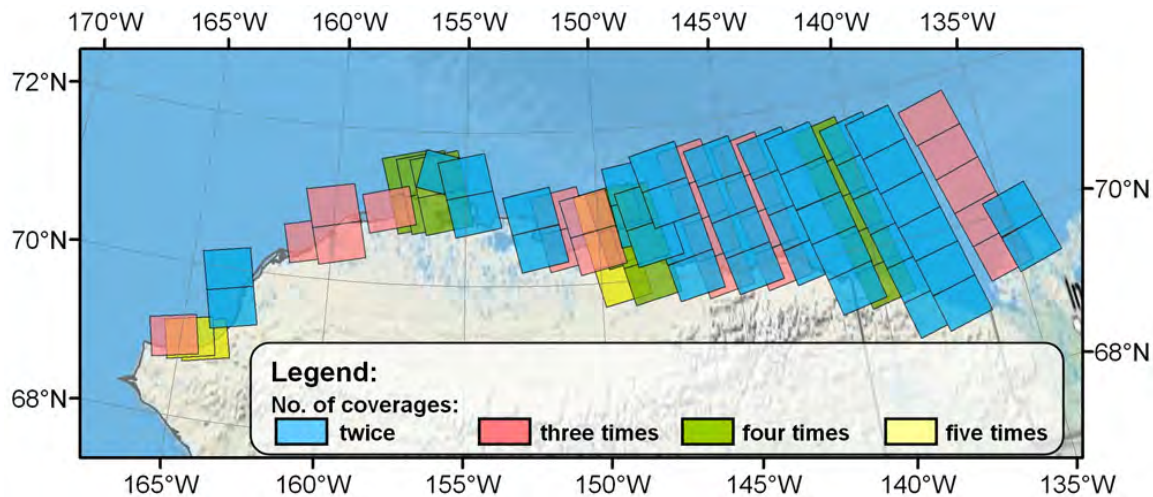 170°W 165°W 160°W 155°W 150°W 145°W 140°W 135°W
72°N
70°N
70°N
68°N
68°N
Legend:
No. of coverages:
twice three times four times five times
165°W 160°W 155°W 150°W 145°W 140°W 135°W